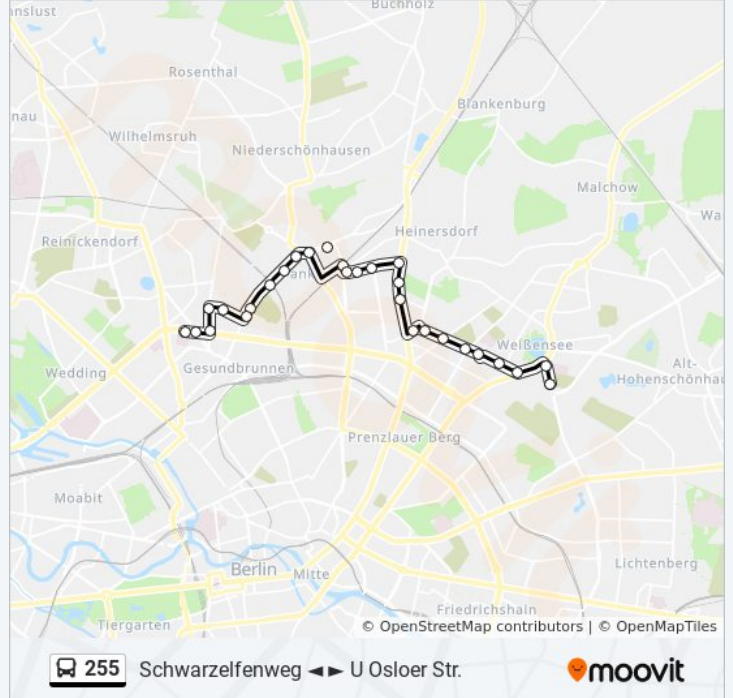 nslust
Buchholz
Rosenthal
Blankenburg
nau
Wilhelmsruh
Niederschönhausen
Malchow
Wa
Heinersdorf
Reinickendorf
ank
Weißensee
Gesundbrunnen
Wedding
Alt-
Hohenschönhau
Prenzlauer Berg
Moabit
Lichtenberg
Berlin
Mitte
Friedrichshain
Tiergarten
© OpenStreetMap contributors | © OpenMapTiles
255 Schwarzelfenweg ◄► U Osloer Str.
moovit